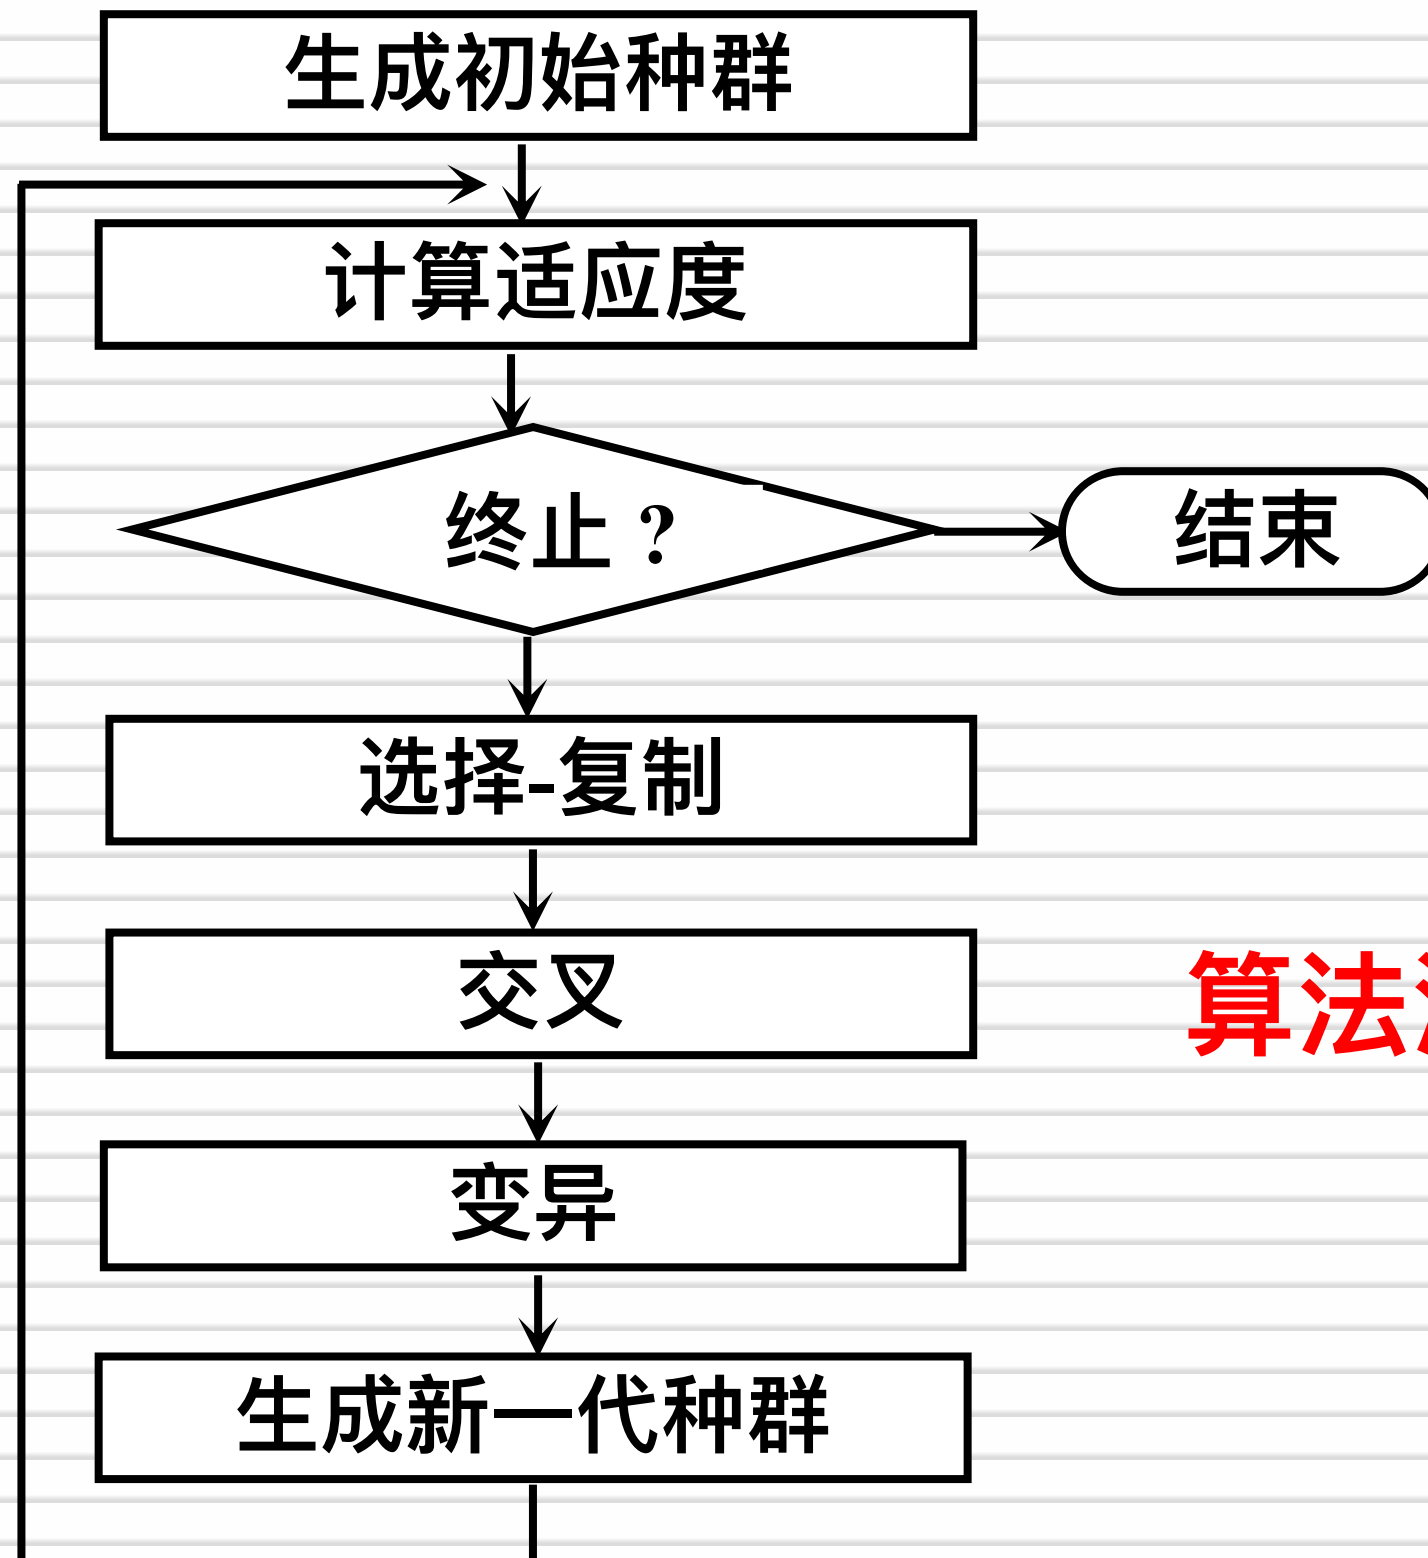 生成初始种群
计算适应度
终止？
结束
选择-复制
交叉
算法
变异
生成新一代种群